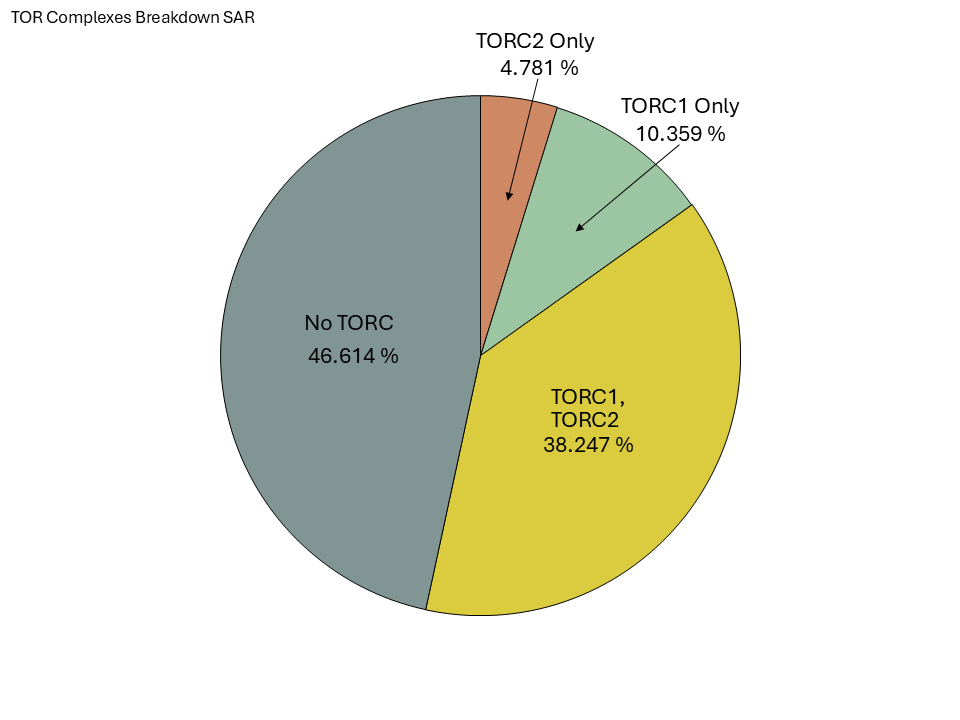 TOR Complexes Breakdown SAR
TORC2 Only
4.781 %
TORC1 Only
10.359 %
No TORC
46.614 %
TORC1,
TORC2
38.247 %